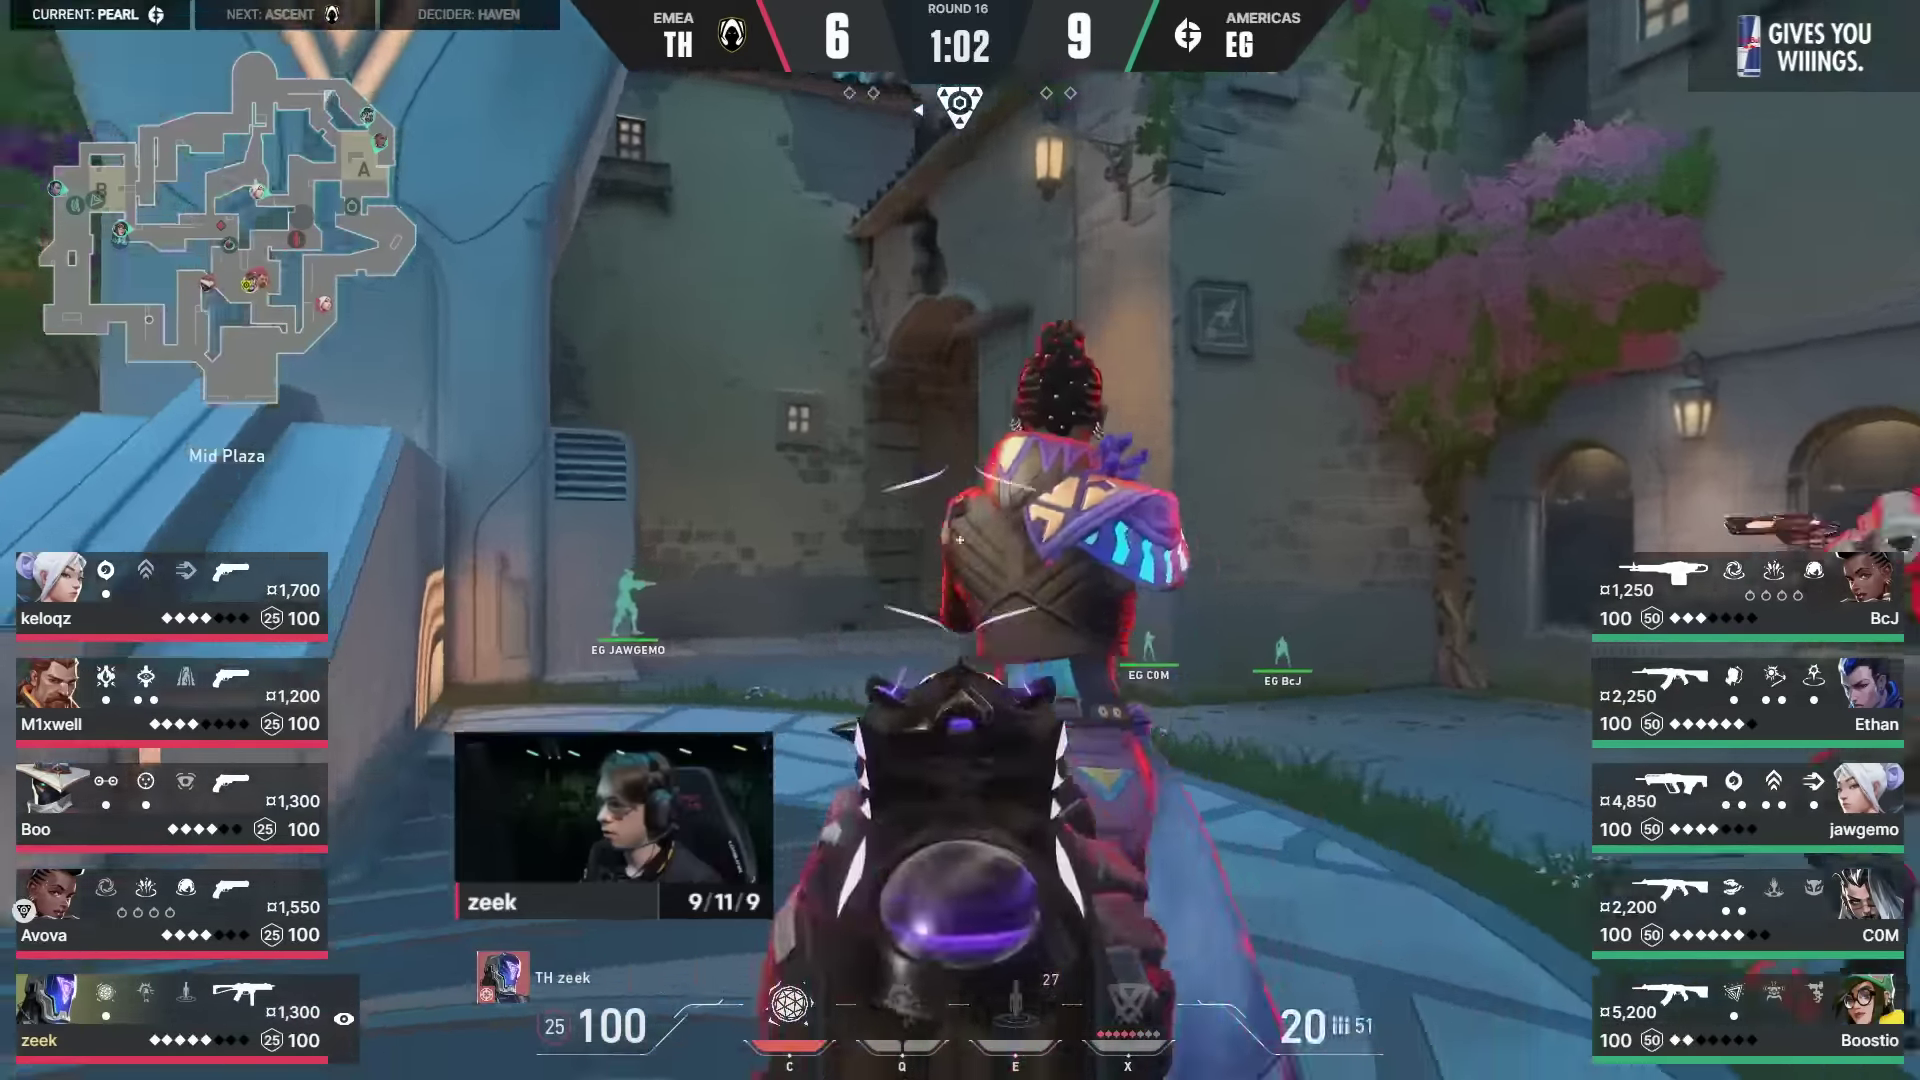 CURRENT: PEARL
NEXT: ASCENT
DECIDER: HAVEN
EMEA
TH
6
ROUND 16
1:02
9
AMERICAS
EG
GIVES YOU
WIIINGS.
A
B
Mid Plaza
EG JAWGEMO
EG C0M
EG BcJ
1,700
keloqz
25 100
1,200
M1xwell
25 100
1,300
Boo
25 100
1,550
Avova
25 100
1,300
zeek
25 100
1,250
100 50
BcJ
2,250
100 50
Ethan
4,850
100 50
jawgemo
2,200
100 50
C0M
5,200
100 50
Boostio
zeek
9/11/9
TH zeek
25 100
27
20 51
C
Q
E
X